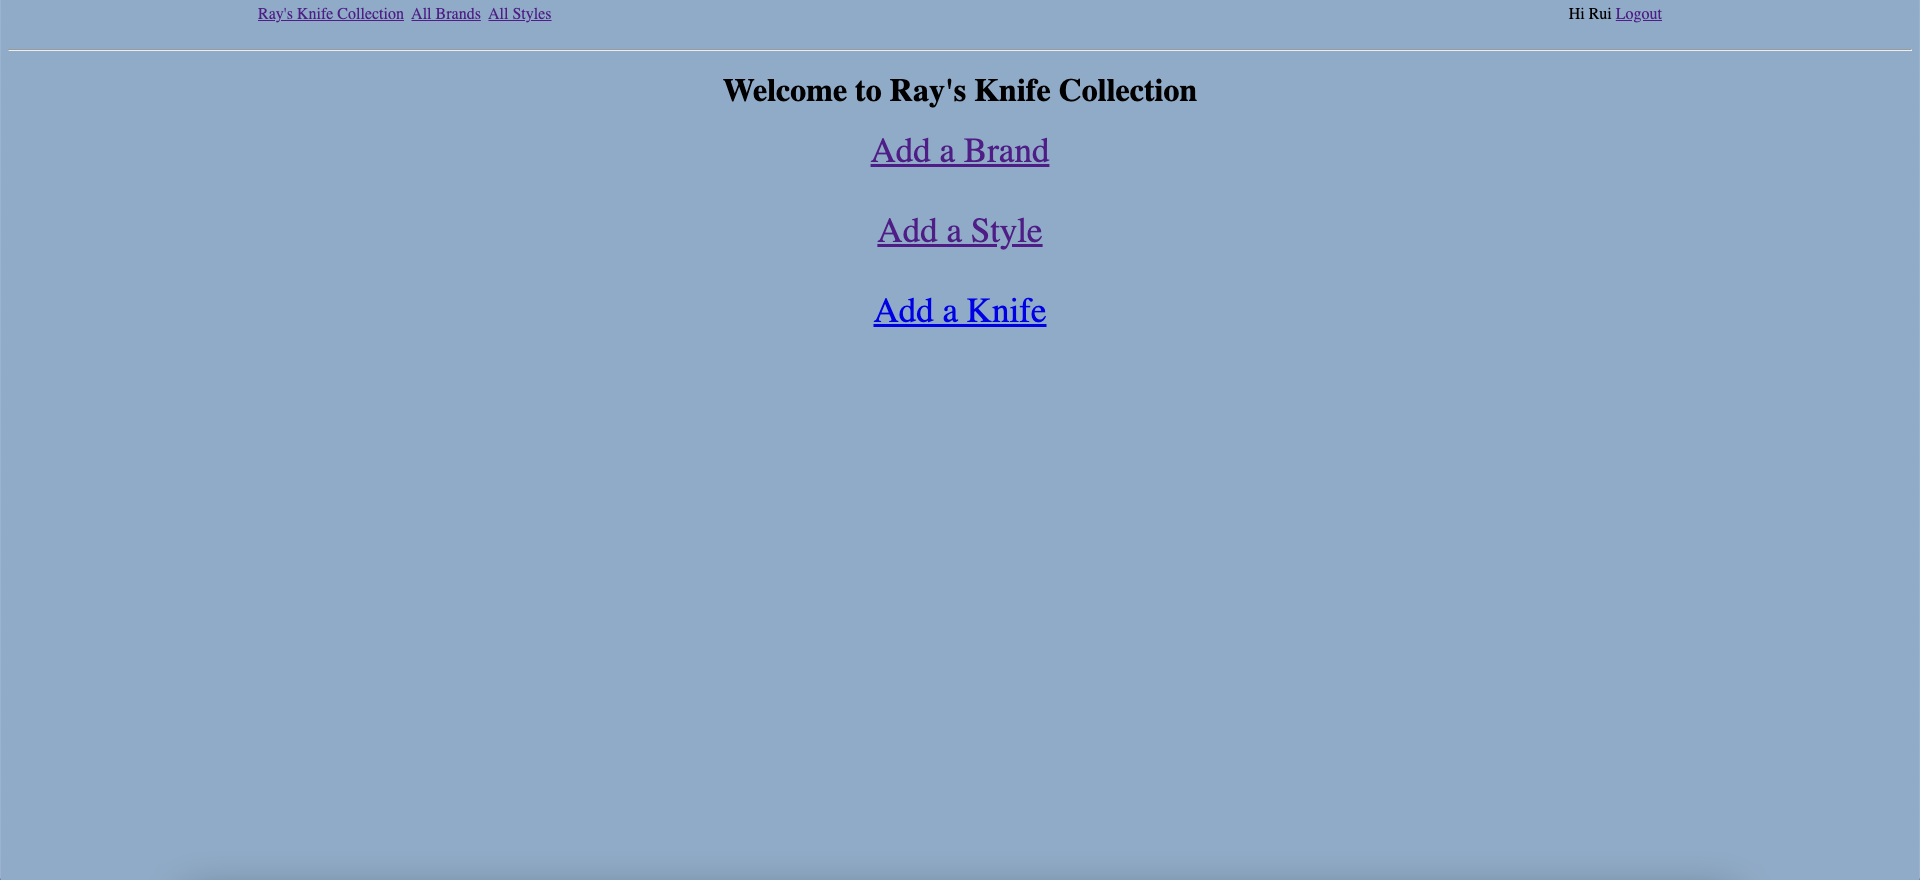 Ray's Knife Collection All Brands All Styles Hi Rui Logout
Welcome to Ray's Knife Collection
Add a Brand
Add a Style
Add a Knife